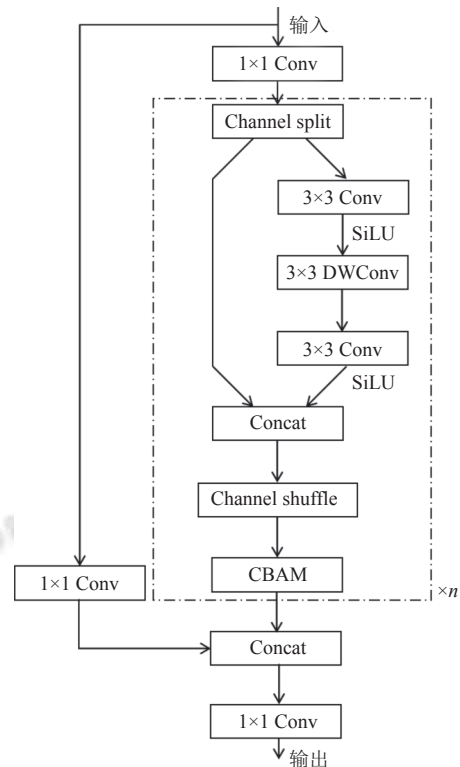 输入
1×1 Conv
Channel split
3×3 Conv
SiLU
3×3 DWConv
3×3 Conv
SiLU
Concat
Channel shuffle
CBAM
1×1 Conv
×n
Concat
1×1 Conv
输出